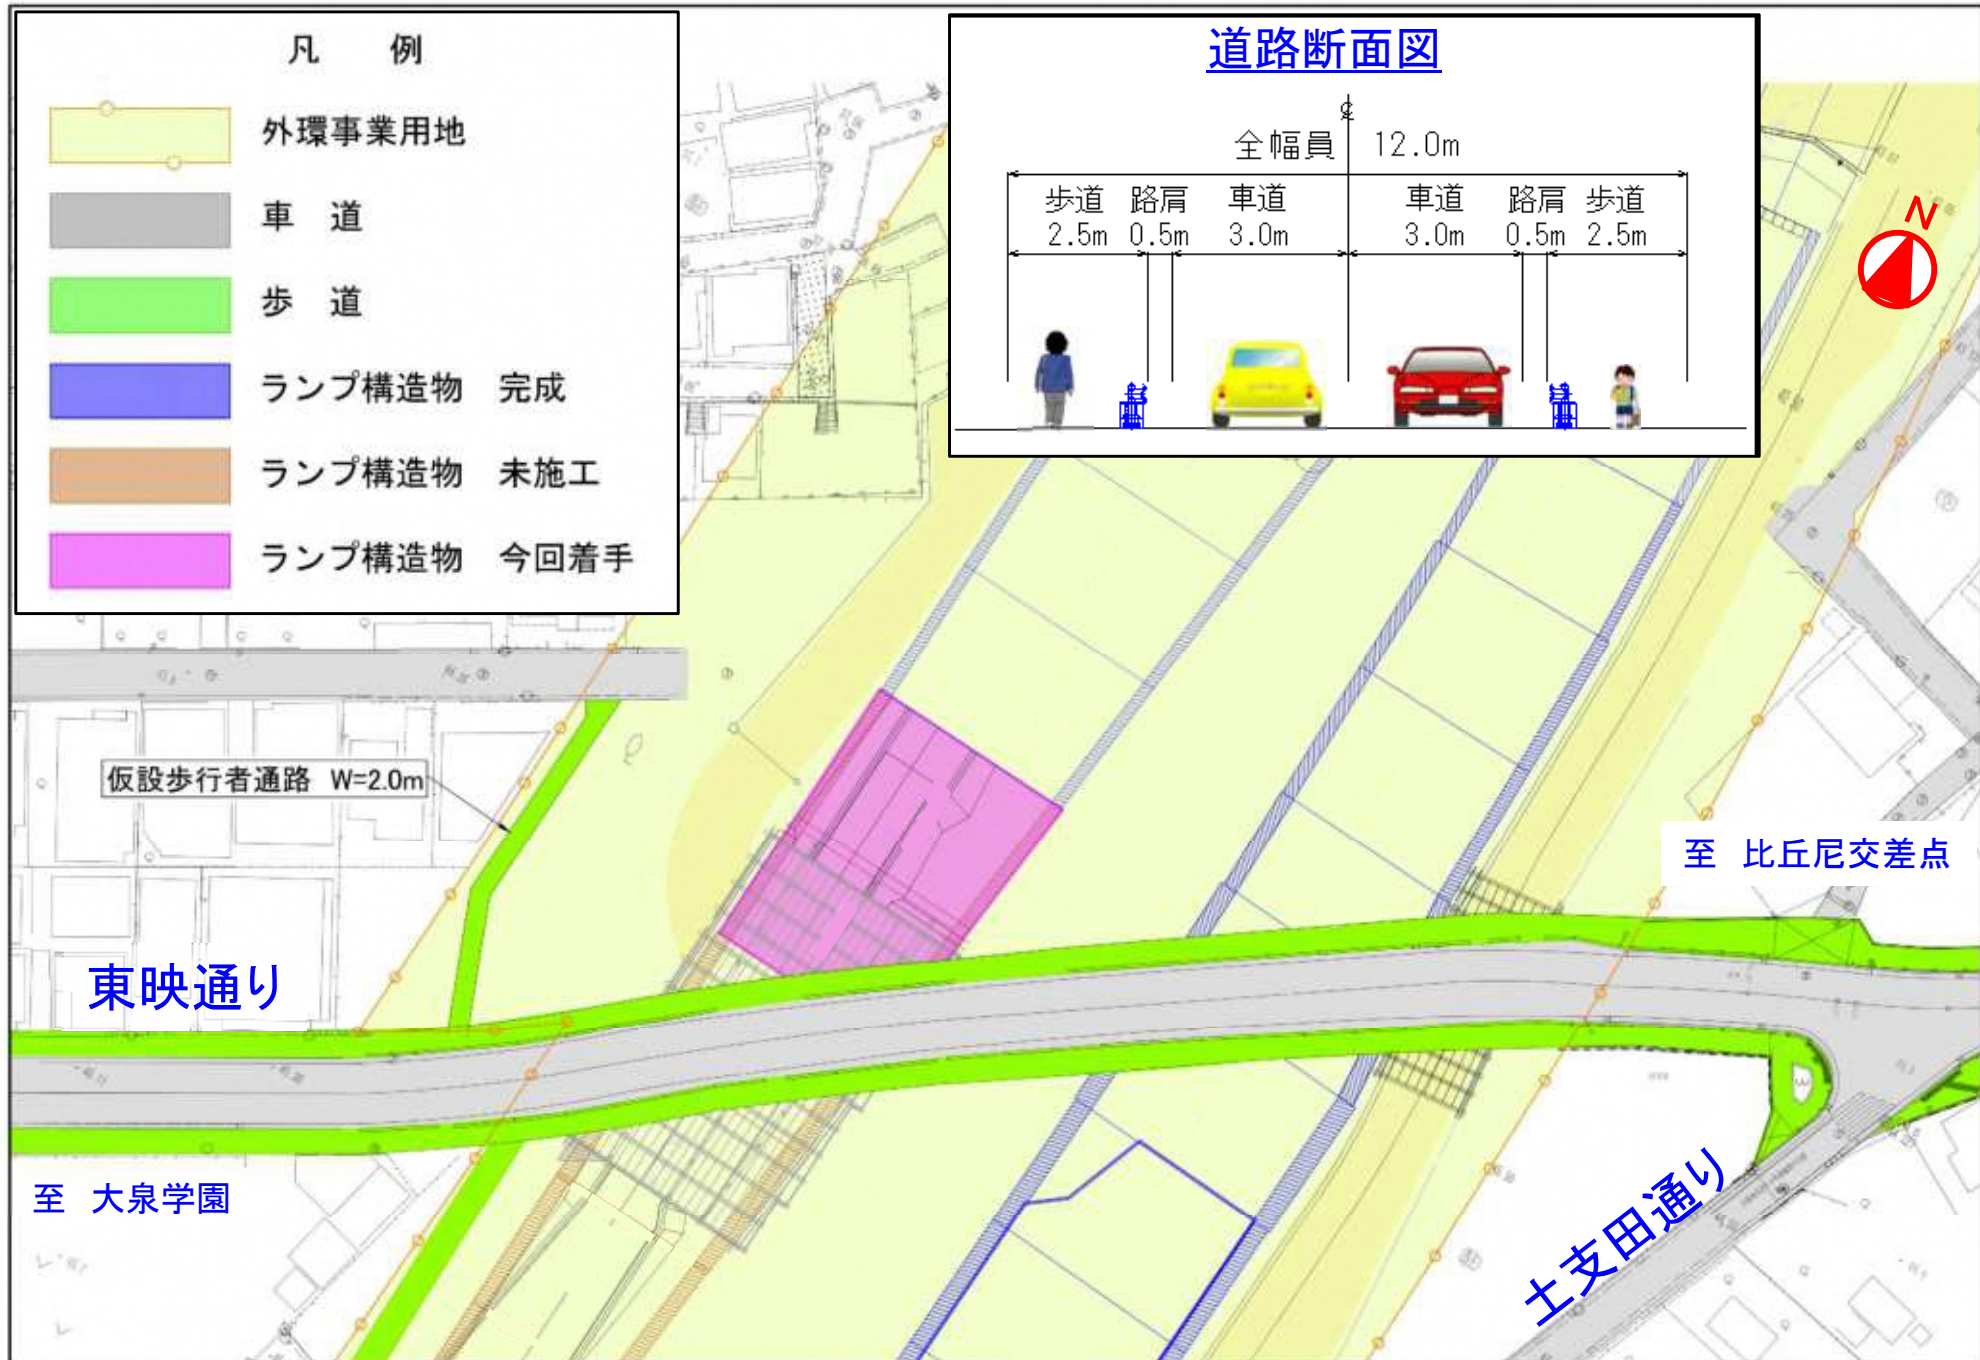 凡　例
外環事業用地
車　道
歩　道
ランプ構造物　完成
ランプ構造物　未施工
ランプ構造物　今回着手
道路断面図
全幅員　12.0m
歩道　路肩　車道　車道　路肩　歩道
2.5m　0.5m　3.0m　3.0m　0.5m　2.5m
N
仮設歩行者通路　W=2.0m
至　比丘尼交差点
東映通り
至　大泉学園
土支田通り